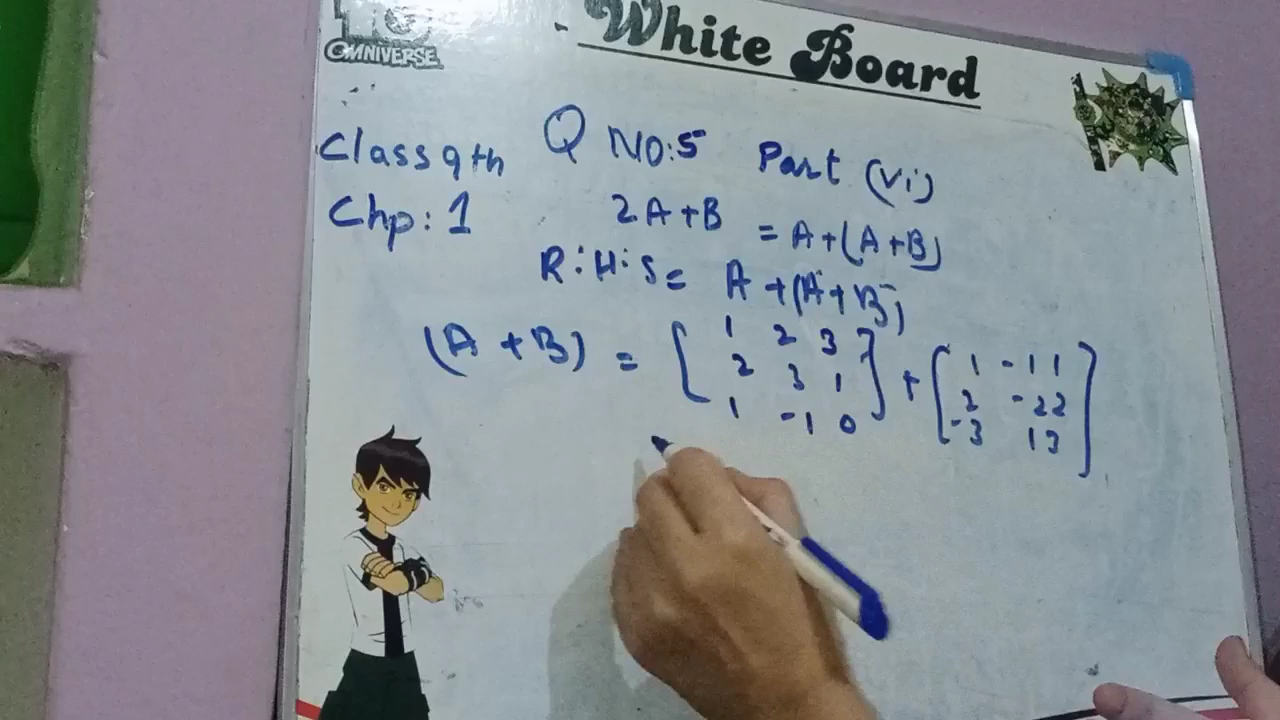 OMNIVERSE
White Board
Class 9th Q NO:5 Part (Vi)
Chp: 1 2A+B = A+(A+B)
R:H:S= A+(A+B)
(A+B) = [1 2 3] + [1 -1 1]
2 3 1 2 -2 2
1 -1 0 -3 1 3